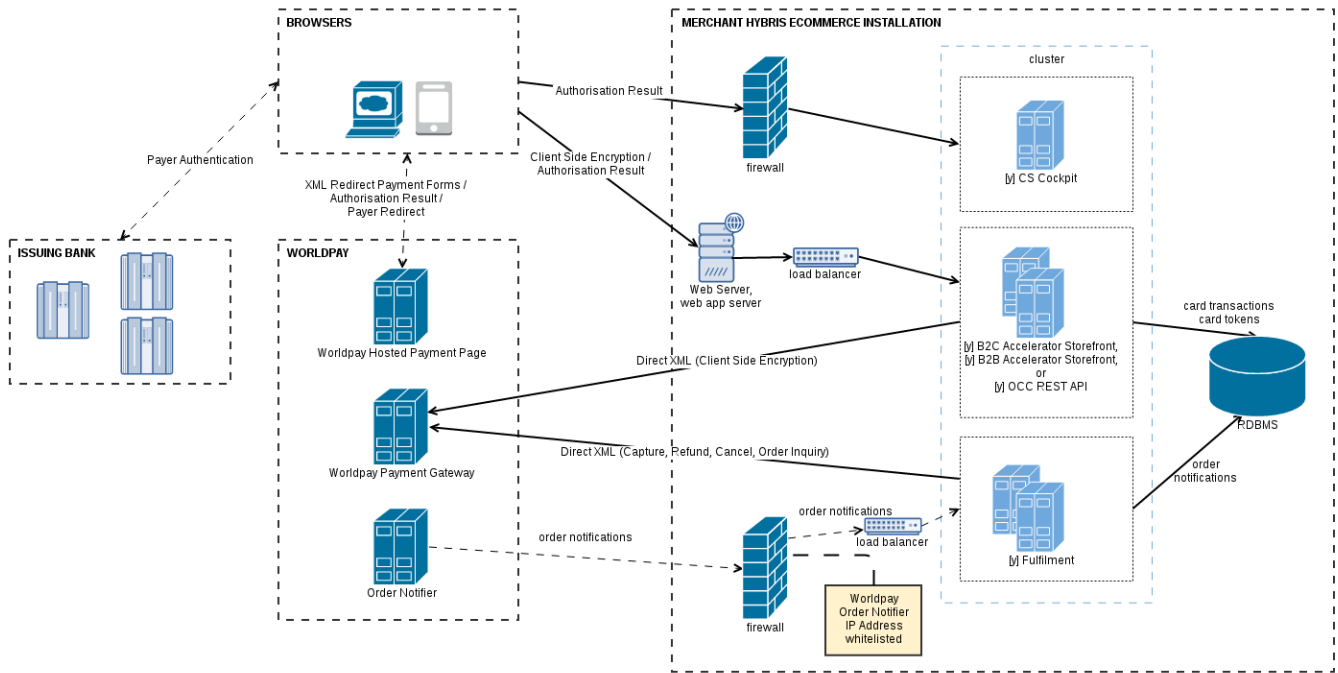 BROWSERS
MERCHANT HYBRIS ECOMMERCE INSTALLATION
cluster
Authorisation Result
firewall
[y] CS Cockpit
Payer Authentication
Client Side Encryption /
Authorisation Result
XML Redirect Payment Forms /
Authorisation Result /
Payer Redirect
ISSUING BANK
WORLDPAY
Worldpay Hosted Payment Page
Web Server,
web app server
load balancer
card transactions
card tokens
[y] B2C Accelerator Storefront,
[y] B2B Accelerator Storefront,
or
[y] OCC REST API
Direct XML (Client Side Encryption)
RDBMS
Worldpay Payment Gateway
Direct XML (Capture, Refund, Cancel, Order Inquiry)
order
notifications
order notifications
load balancer
order notifications
[y] Fulfilment
Order Notifier
firewall
Worldpay
Order Notifier
IP Address
whitelisted